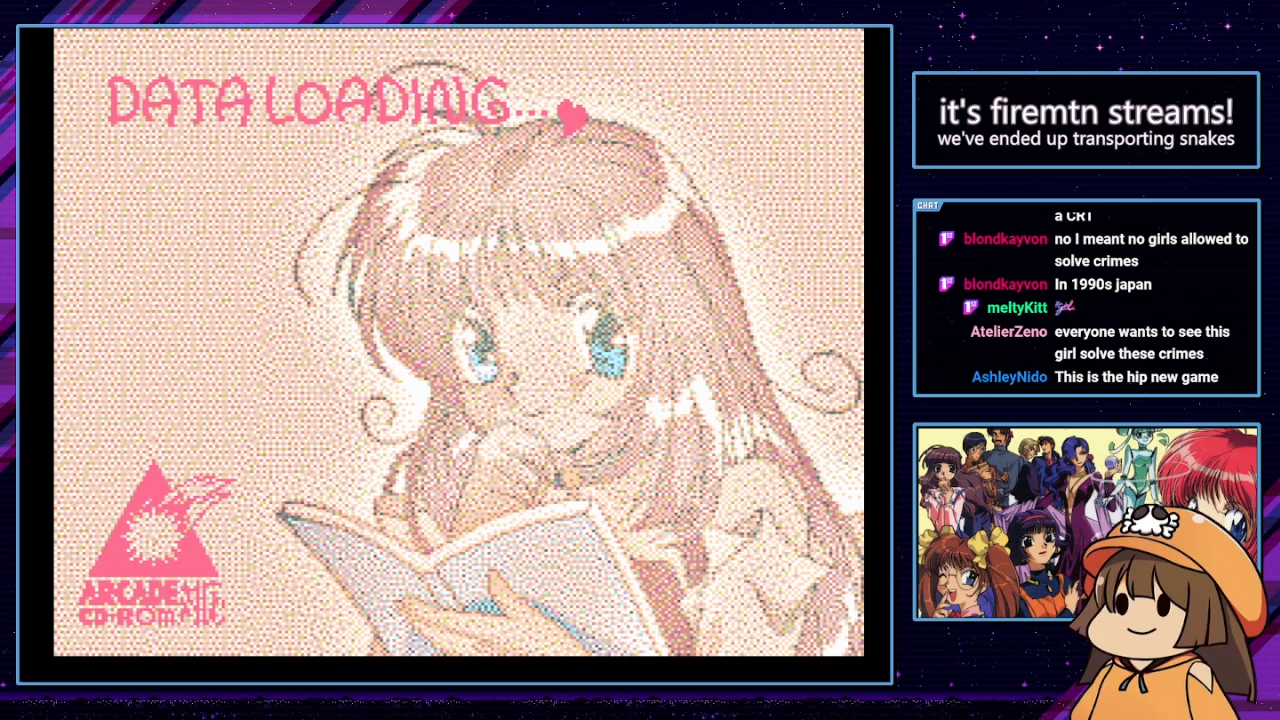 DATA LOADING...
it's firemtn streams!
we've ended up transporting snakes
CHAT
a CRT
blondkayvon no I meant no girls allowed to
solve crimes
blondkayvon In 1990s japan
meltyKitt
AtelierZeno everyone wants to see this
girl solve these crimes
AshleyNido This is the hip new game
ARCADE
CD-ROM